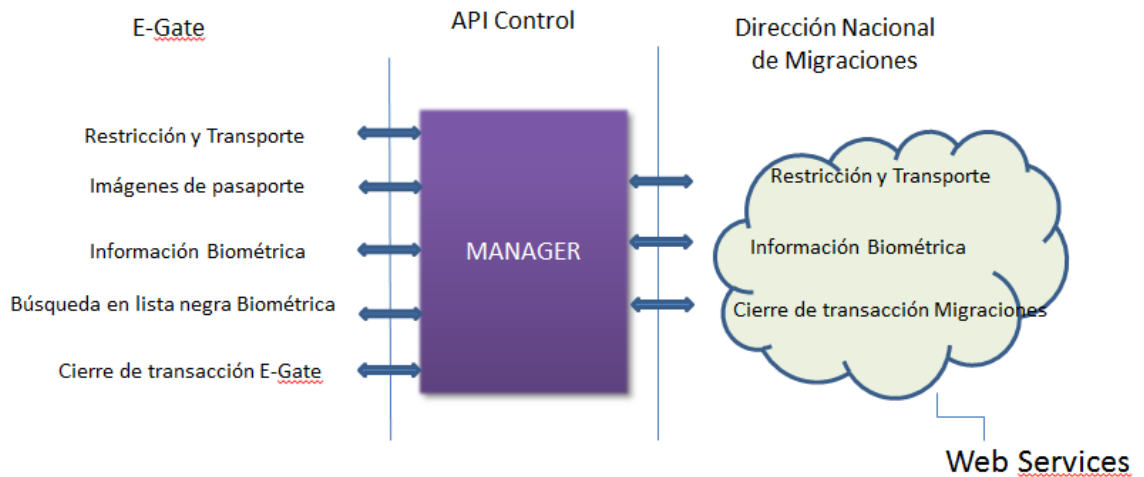 E-Gate
API Control
Dirección Nacional
de Migraciones
Restricción y Transporte
Imágenes de pasaporte
Información Biométrica
Búsqueda en lista negra Biométrica
Cierre de transacción E-Gate
MANAGER
Restricción y Transporte
Información Biométrica
Cierre de transacción Migraciones
Web Services